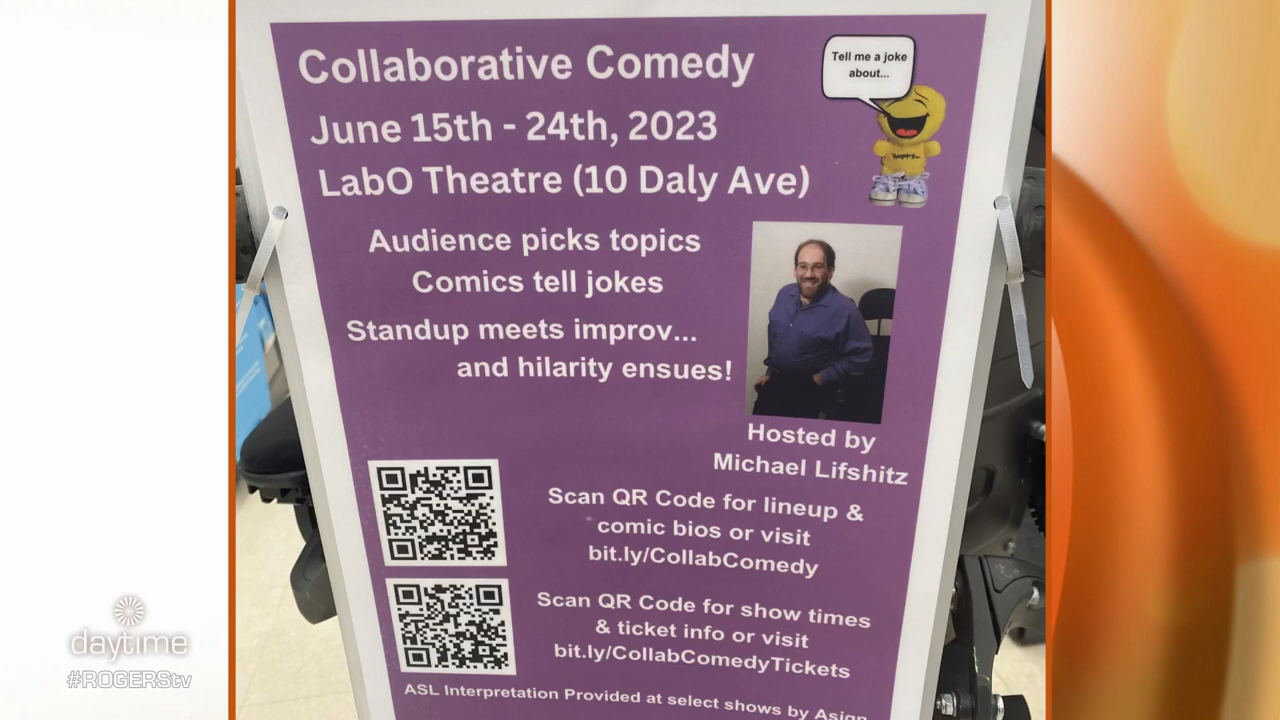 Collaborative Comedy
June 15th - 24th, 2023
LabO Theatre (10 Daly Ave)
Tell me a joke
about...
Happy...
Audience picks topics
Comics tell jokes
Standup meets improv...
and hilarity ensues!
Hosted by
Michael Lifshitz
Scan QR Code for lineup &
comic bios or visit
bit.ly/CollabComedy
Scan QR Code for show times
& ticket info or visit
bit.ly/CollabComedyTickets
ASL Interpretation Provided at select shows by Asign
daytime
#ROGERStv